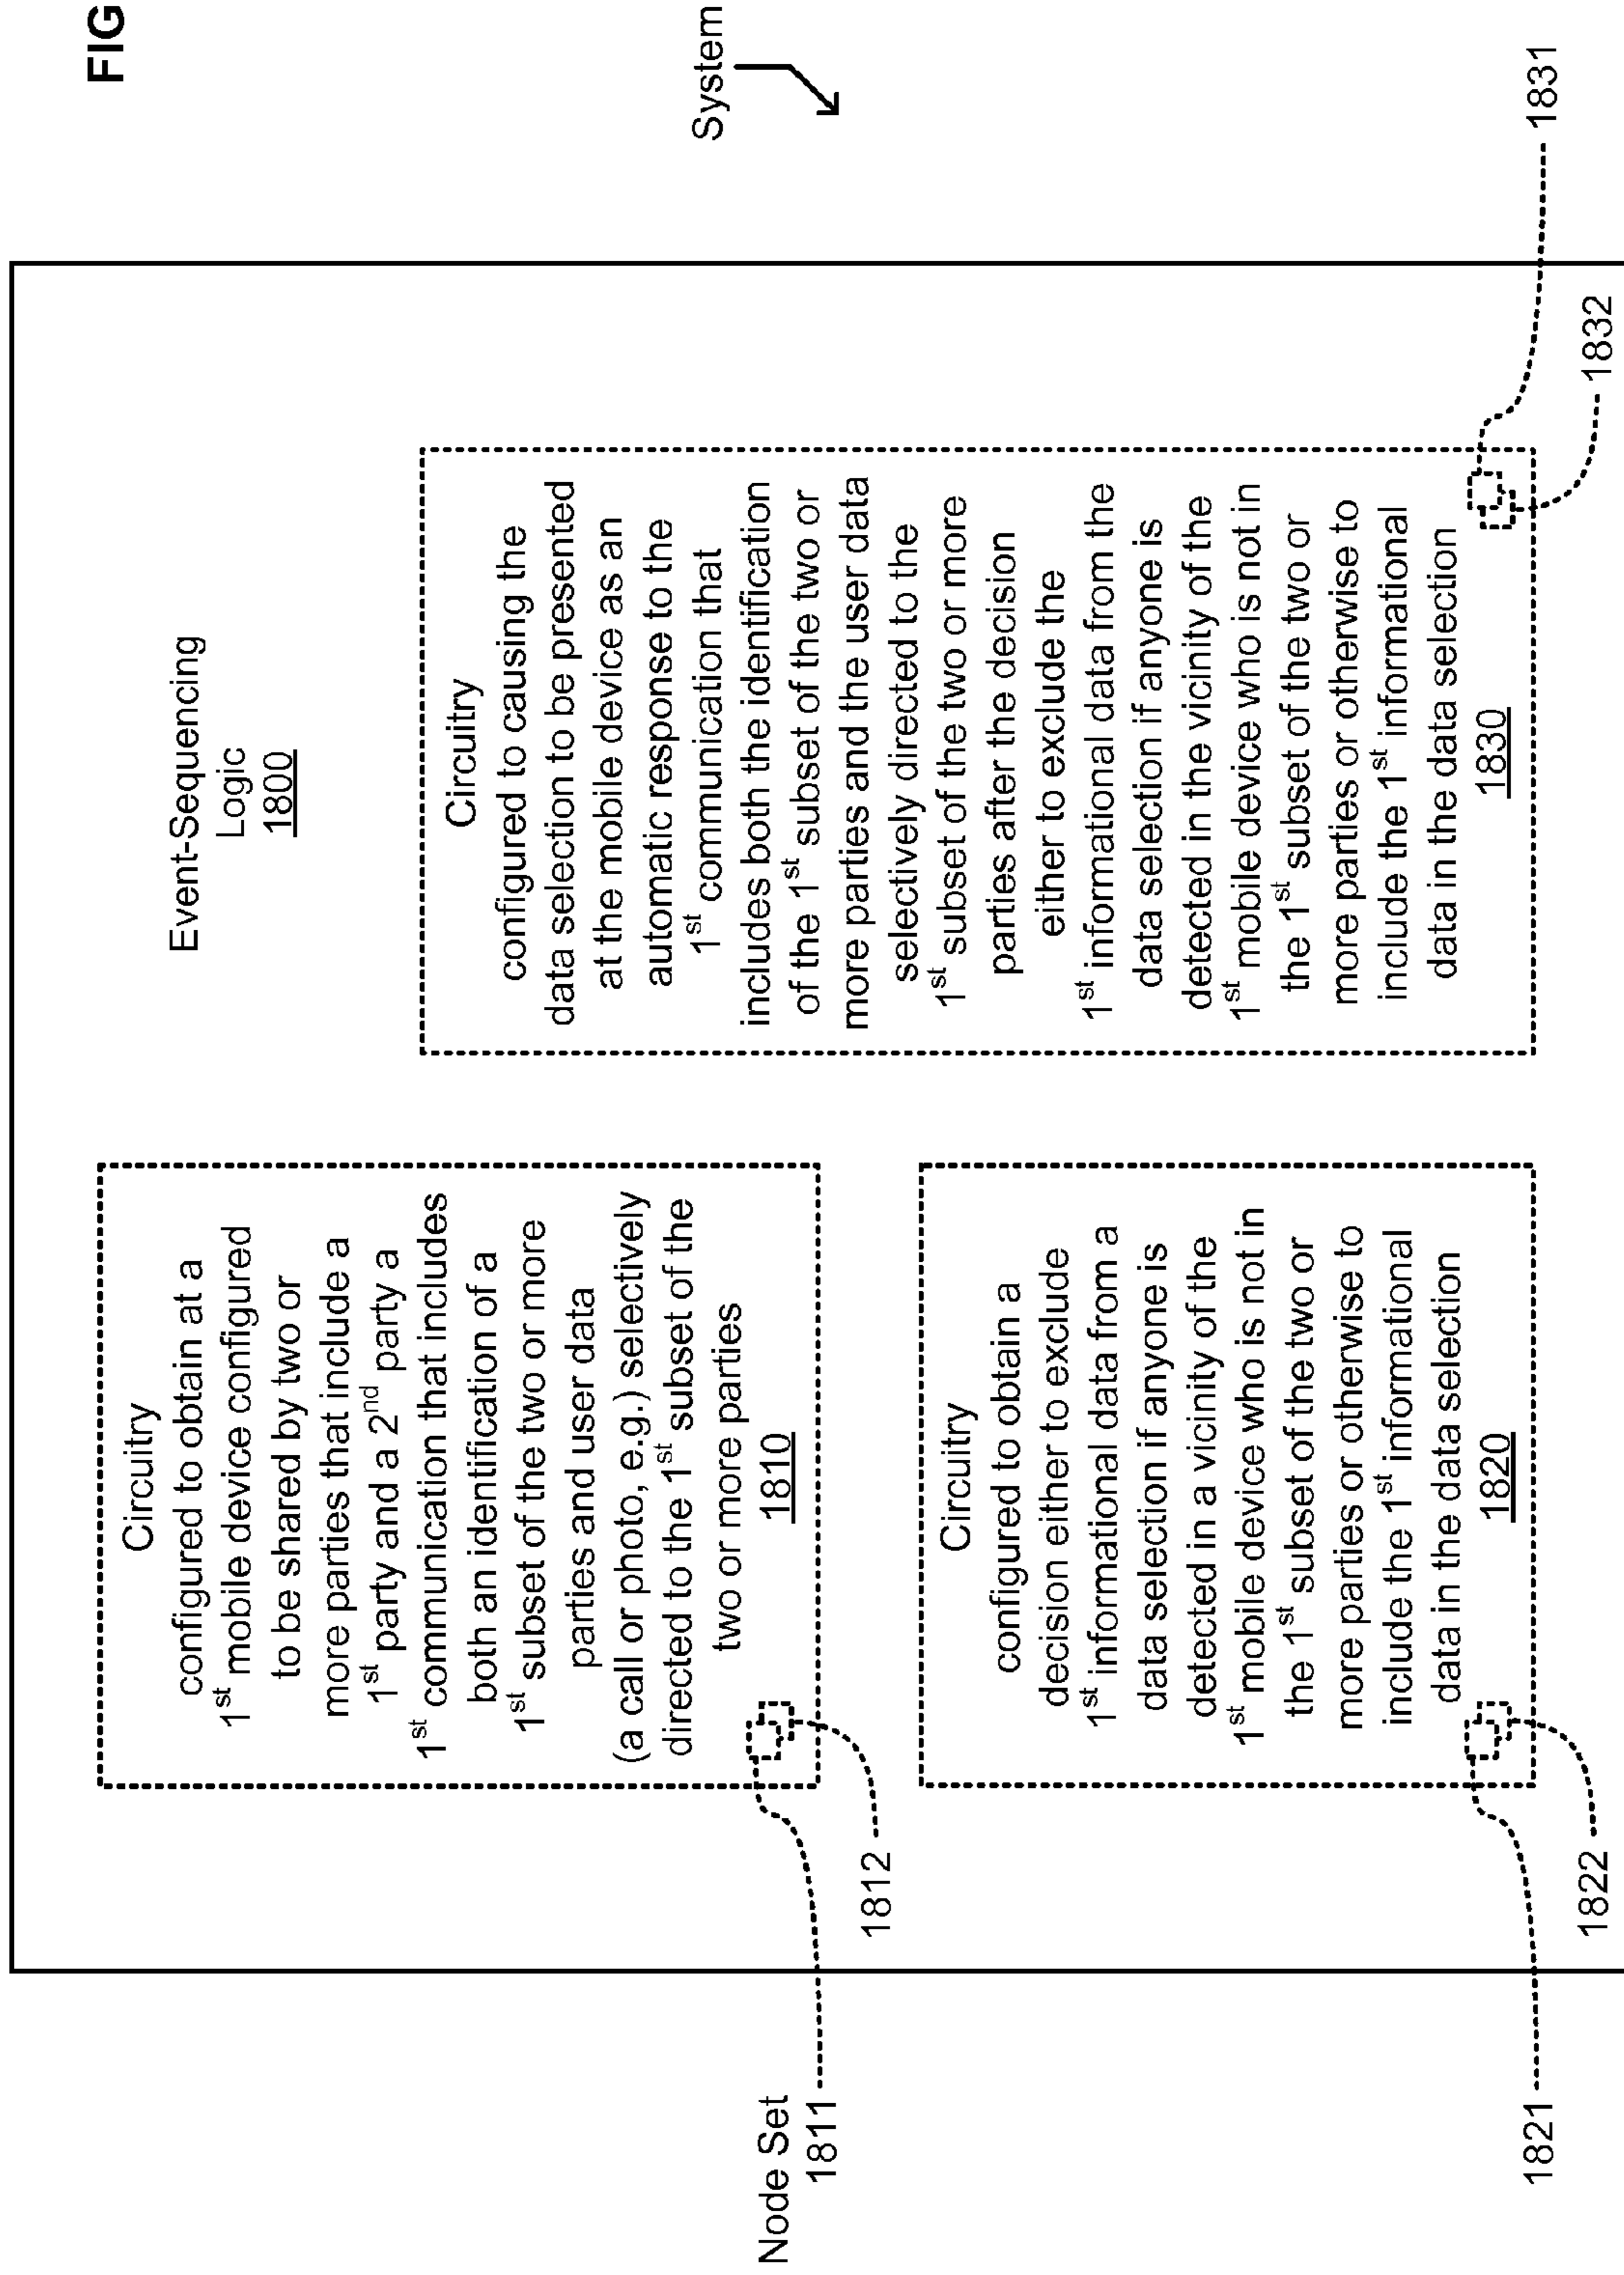 FIG
System
Event-Sequencing
Logic
1800
Circuitry
configured to obtain at a
1st mobile device configured
to be shared by two or
more parties that include a
1st party and a 2nd party a
1st communication that includes
both an identification of a
1st subset of the two or more
parties and user data
(a call or photo, e.g.) selectively
directed to the 1st subset of the
two or more parties
1810
Node Set
1811
1812
Circuitry
configured to obtain a
decision either to exclude
1st informational data from a
data selection if anyone is
detected in a vicinity of the
1st mobile device who is not in
the 1st subset of the two or
more parties or otherwise to
include the 1st informational
data in the data selection
1820
1821
1822
Circuitry
configured to causing the
data selection to be presented
at the mobile device as an
automatic response to the
1st communication that
includes both the identification
of the 1st subset of the two or
more parties and the user data
selectively directed to the
1st subset of the two or more
parties after the decision
either to exclude the
1st informational data from the
data selection if anyone is
detected in the vicinity of the
1st mobile device who is not in
the 1st subset of the two or
more parties or otherwise to
include the 1st informational
data in the data selection
1830
1831
1832